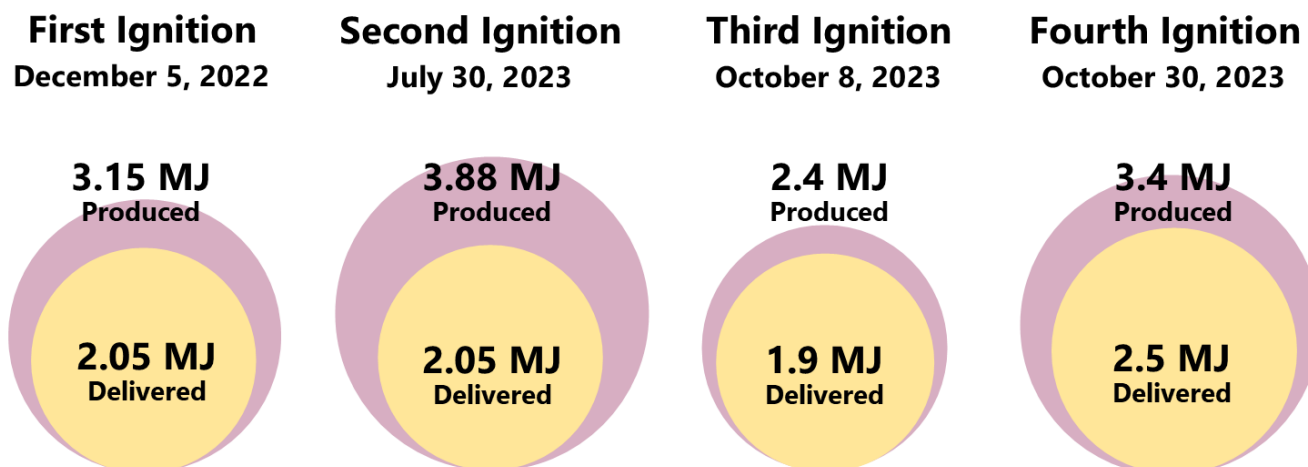 First Ignition
December 5, 2022
3.15 MJ
Produced
2.05 MJ
Delivered
Second Ignition
July 30, 2023
3.88 MJ
Produced
2.05 MJ
Delivered
Third Ignition
October 8, 2023
2.4 MJ
Produced
1.9 MJ
Delivered
Fourth Ignition
October 30, 2023
3.4 MJ
Produced
2.5 MJ
Delivered